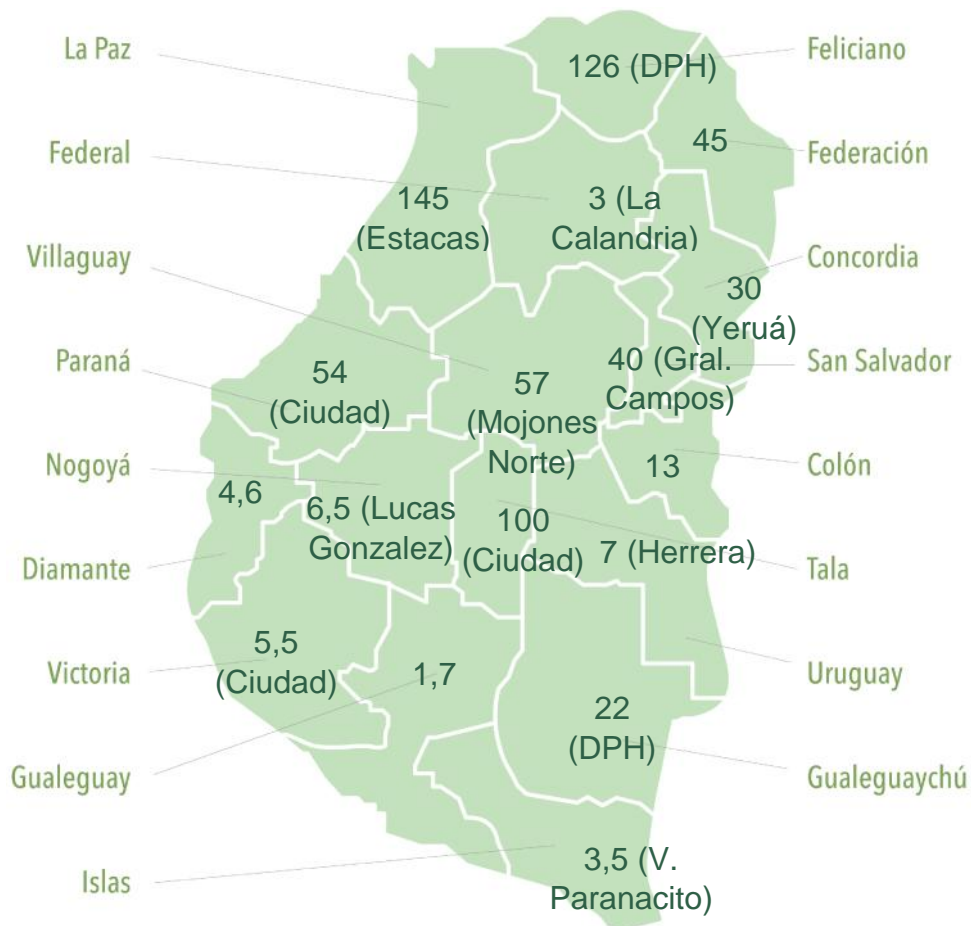 La Paz
126 (DPH)
Feliciano
Federal
45
Federación
145
(Estacas)
3 (La
Calandria)
Villaguay
Concordia
30
(Yeruá)
Paraná
54
(Ciudad)
57
(Mojones
Norte)
40 (Gral.
Campos)
San Salvador
Nogoyá
4,6
6,5 (Lucas
Gonzalez)
100
(Ciudad)
13
Colón
7 (Herrera)
Diamante
Tala
Victoria
5,5
(Ciudad)
1,7
Uruguay
22
(DPH)
Gualeguay
Gualeguaychú
Islas
3,5 (V.
Paranacito)